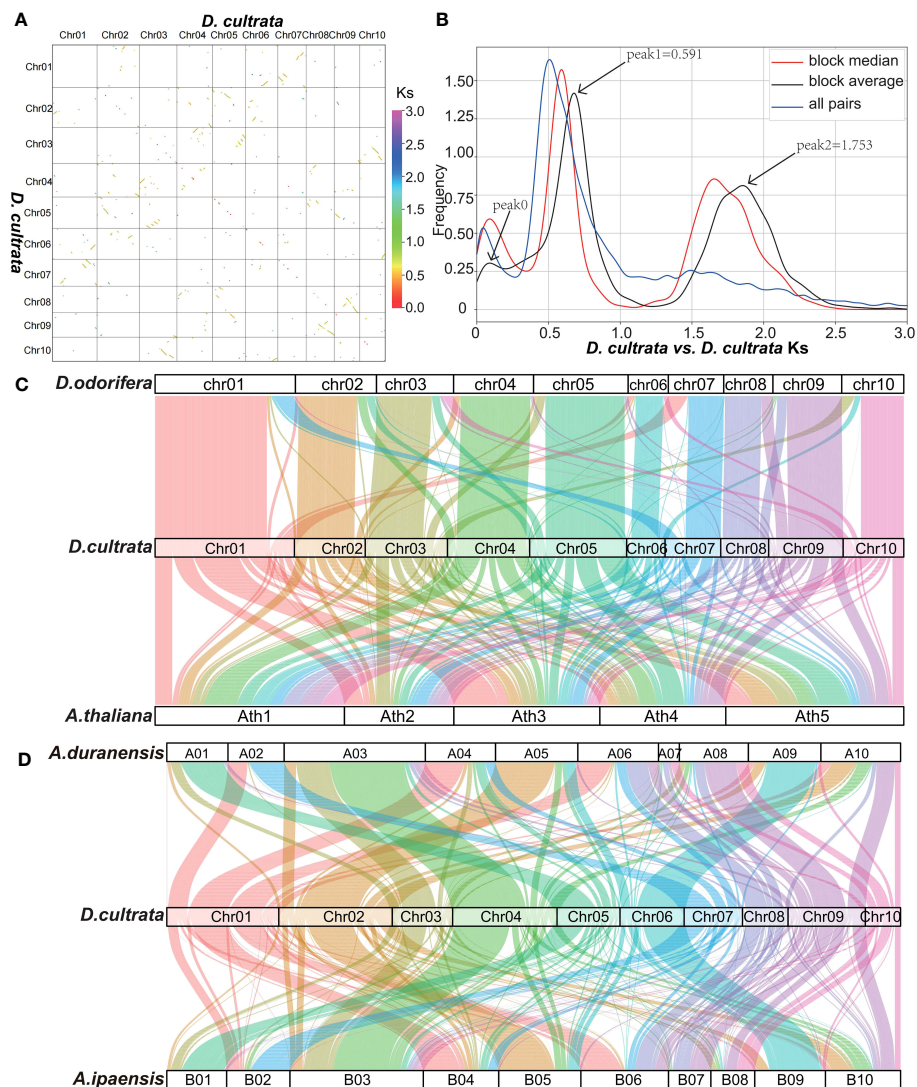 A
D. cultrata
Chr01 Chr02 Chr03 Chr04 Chr05 Chr06 Chr07 Chr08 Chr09 Chr10
Chr01
Chr02
Chr03
Chr04
Chr05
Chr06
Chr07
Chr08
Chr09
Chr10
D. cultrata
Ks
3.0
2.5
2.0
1.5
1.0
0.5
0.0
B
peak1=0.591
block median
block average
all pairs
peak2=1.753
peak0
Frequency
1.50
1.25
1.00
0.75
0.50
0.25
0
0 0.5 1.0 1.5 2.0 2.5 3.0
D. cultrata vs. D. cultrata Ks
C
D.odorifera chr01 chr02 chr03 chr04 chr05 chr06 chr07 chr08 chr09 chr10
D.cultrata Chr01 Chr02 Chr03 Chr04 Chr05 Chr06 Chr07 Chr08 Chr09 Chr10
A.thaliana Ath1 Ath2 Ath3 Ath4 Ath5
D
A.duranensis A01 A02 A03 A04 A05 A06 A07 A08 A09 A10
D.cultrata Chr01 Chr02 Chr03 Chr04 Chr05 Chr06 Chr07 Chr08 Chr09 Chr10
A.ipaensis B01 B02 B03 B04 B05 B06 B07 B08 B09 B10